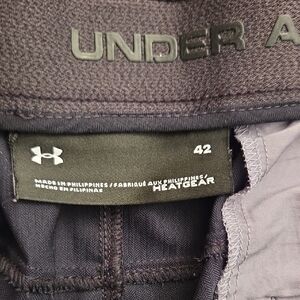 UNDER A
42
MADE IN PHILIPPINES / FABRIQUÉ AUX PHILIPPINES /
HECHO EN FILIPINAS
HEATGEAR